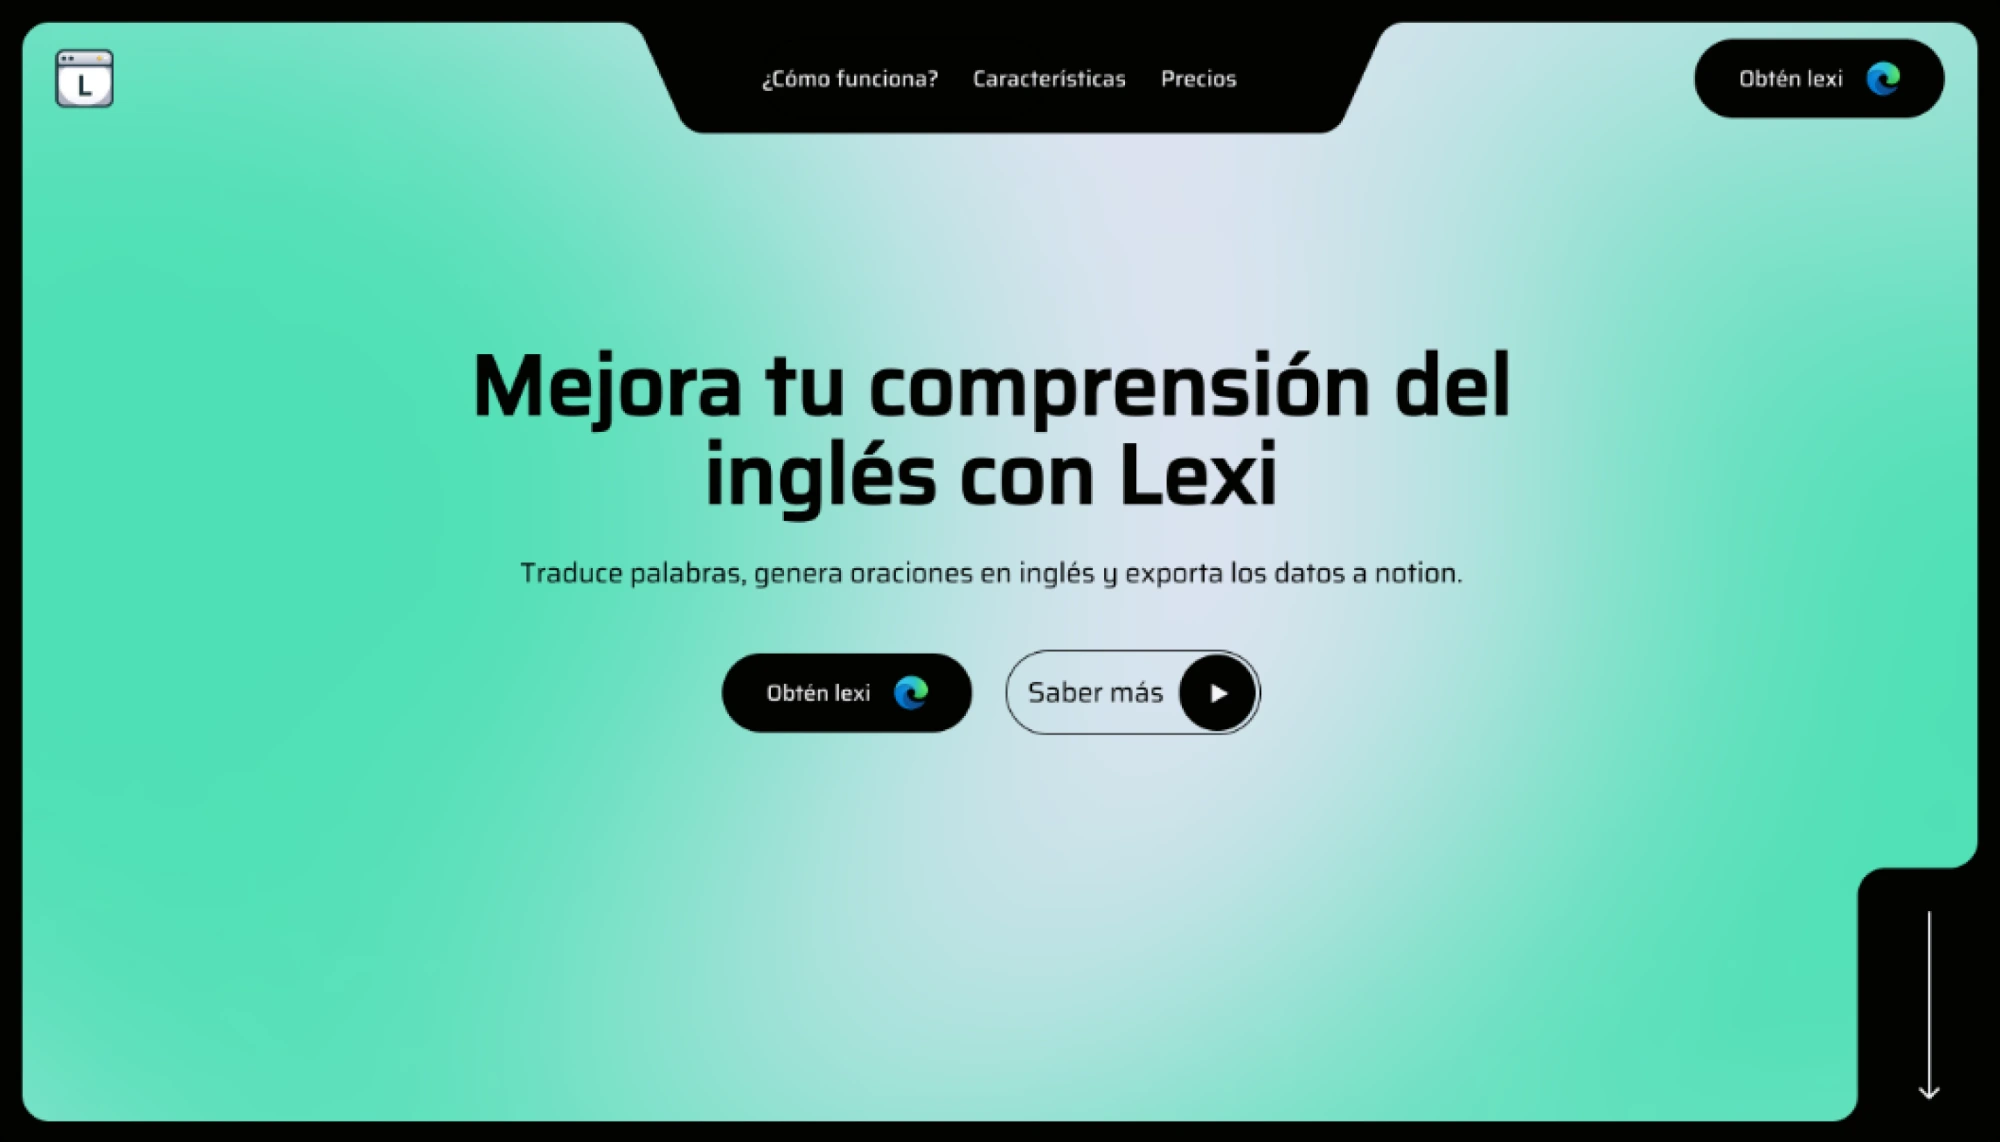 L
¿Cómo funciona? Características Precios
Obtén lexi
Mejora tu comprensión del
inglés con Lexi
Traduce palabras, genera oraciones en inglés y exporta los datos a notion.
Obtén lexi
Saber más